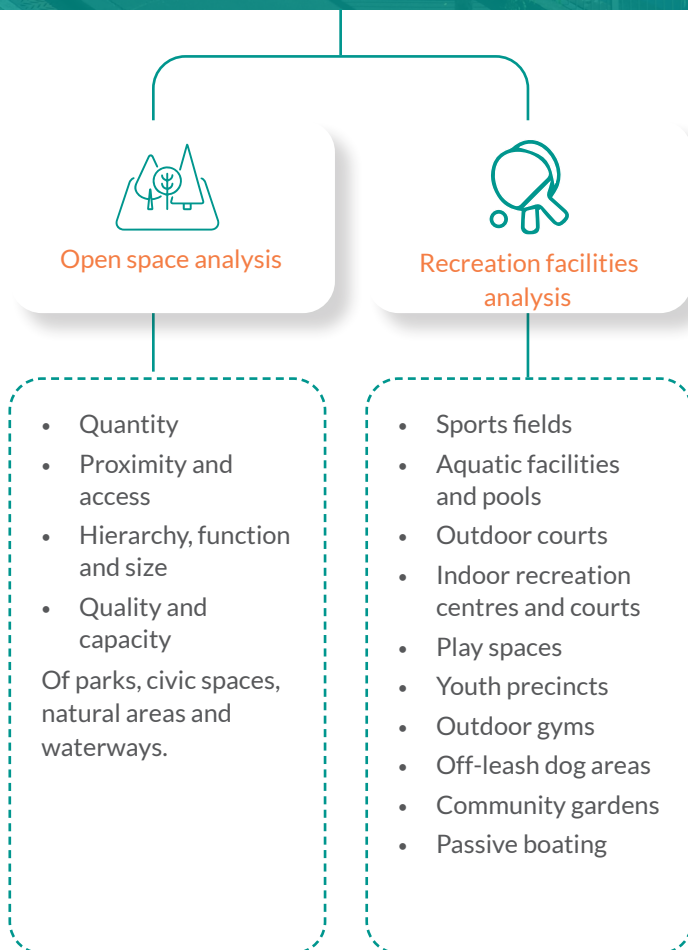 Open space analysis
• Quantity
• Proximity and
access
• Hierarchy, function
and size
• Quality and
capacity
Of parks, civic spaces,
natural areas and
waterways.
Recreation facilities
analysis
• Sports fields
• Aquatic facilities
and pools
• Outdoor courts
• Indoor recreation
centres and courts
• Play spaces
• Youth precincts
• Outdoor gyms
• Off-leash dog areas
• Community gardens
• Passive boating